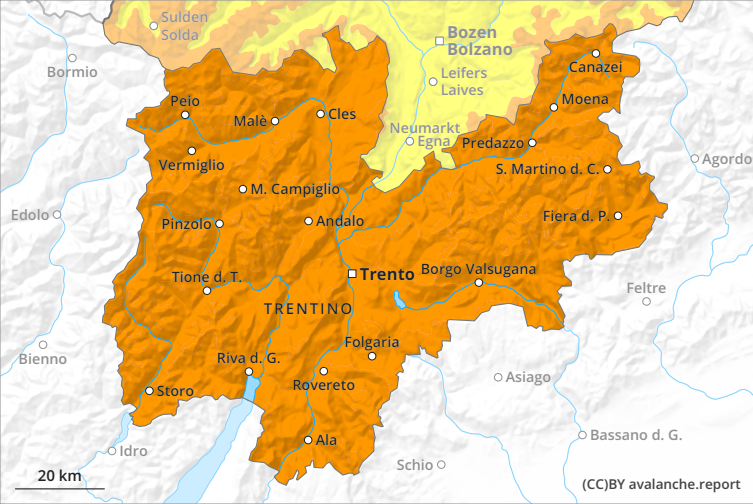 Sulden
Solda
Bozen
Bolzano
Canazei
Bormio
Leifers
Laives
Peio
Moena
Malè
Cles
Neumarkt
Egna
Predazzo
Vermiglio
Agordo
S. Martino d. C.
M. Campiglio
Edolo
Pinzolo
Andalo
Fiera d. P.
Trento
Borgo Valsugana
Tione d. T.
Feltre
TRENTINO
Folgaria
Bienno
Riva d. G.
Rovereto
Asiago
Storo
Ala
Bassano d. G.
Idro
Schio
20 km
(CC)BY avalanche.report